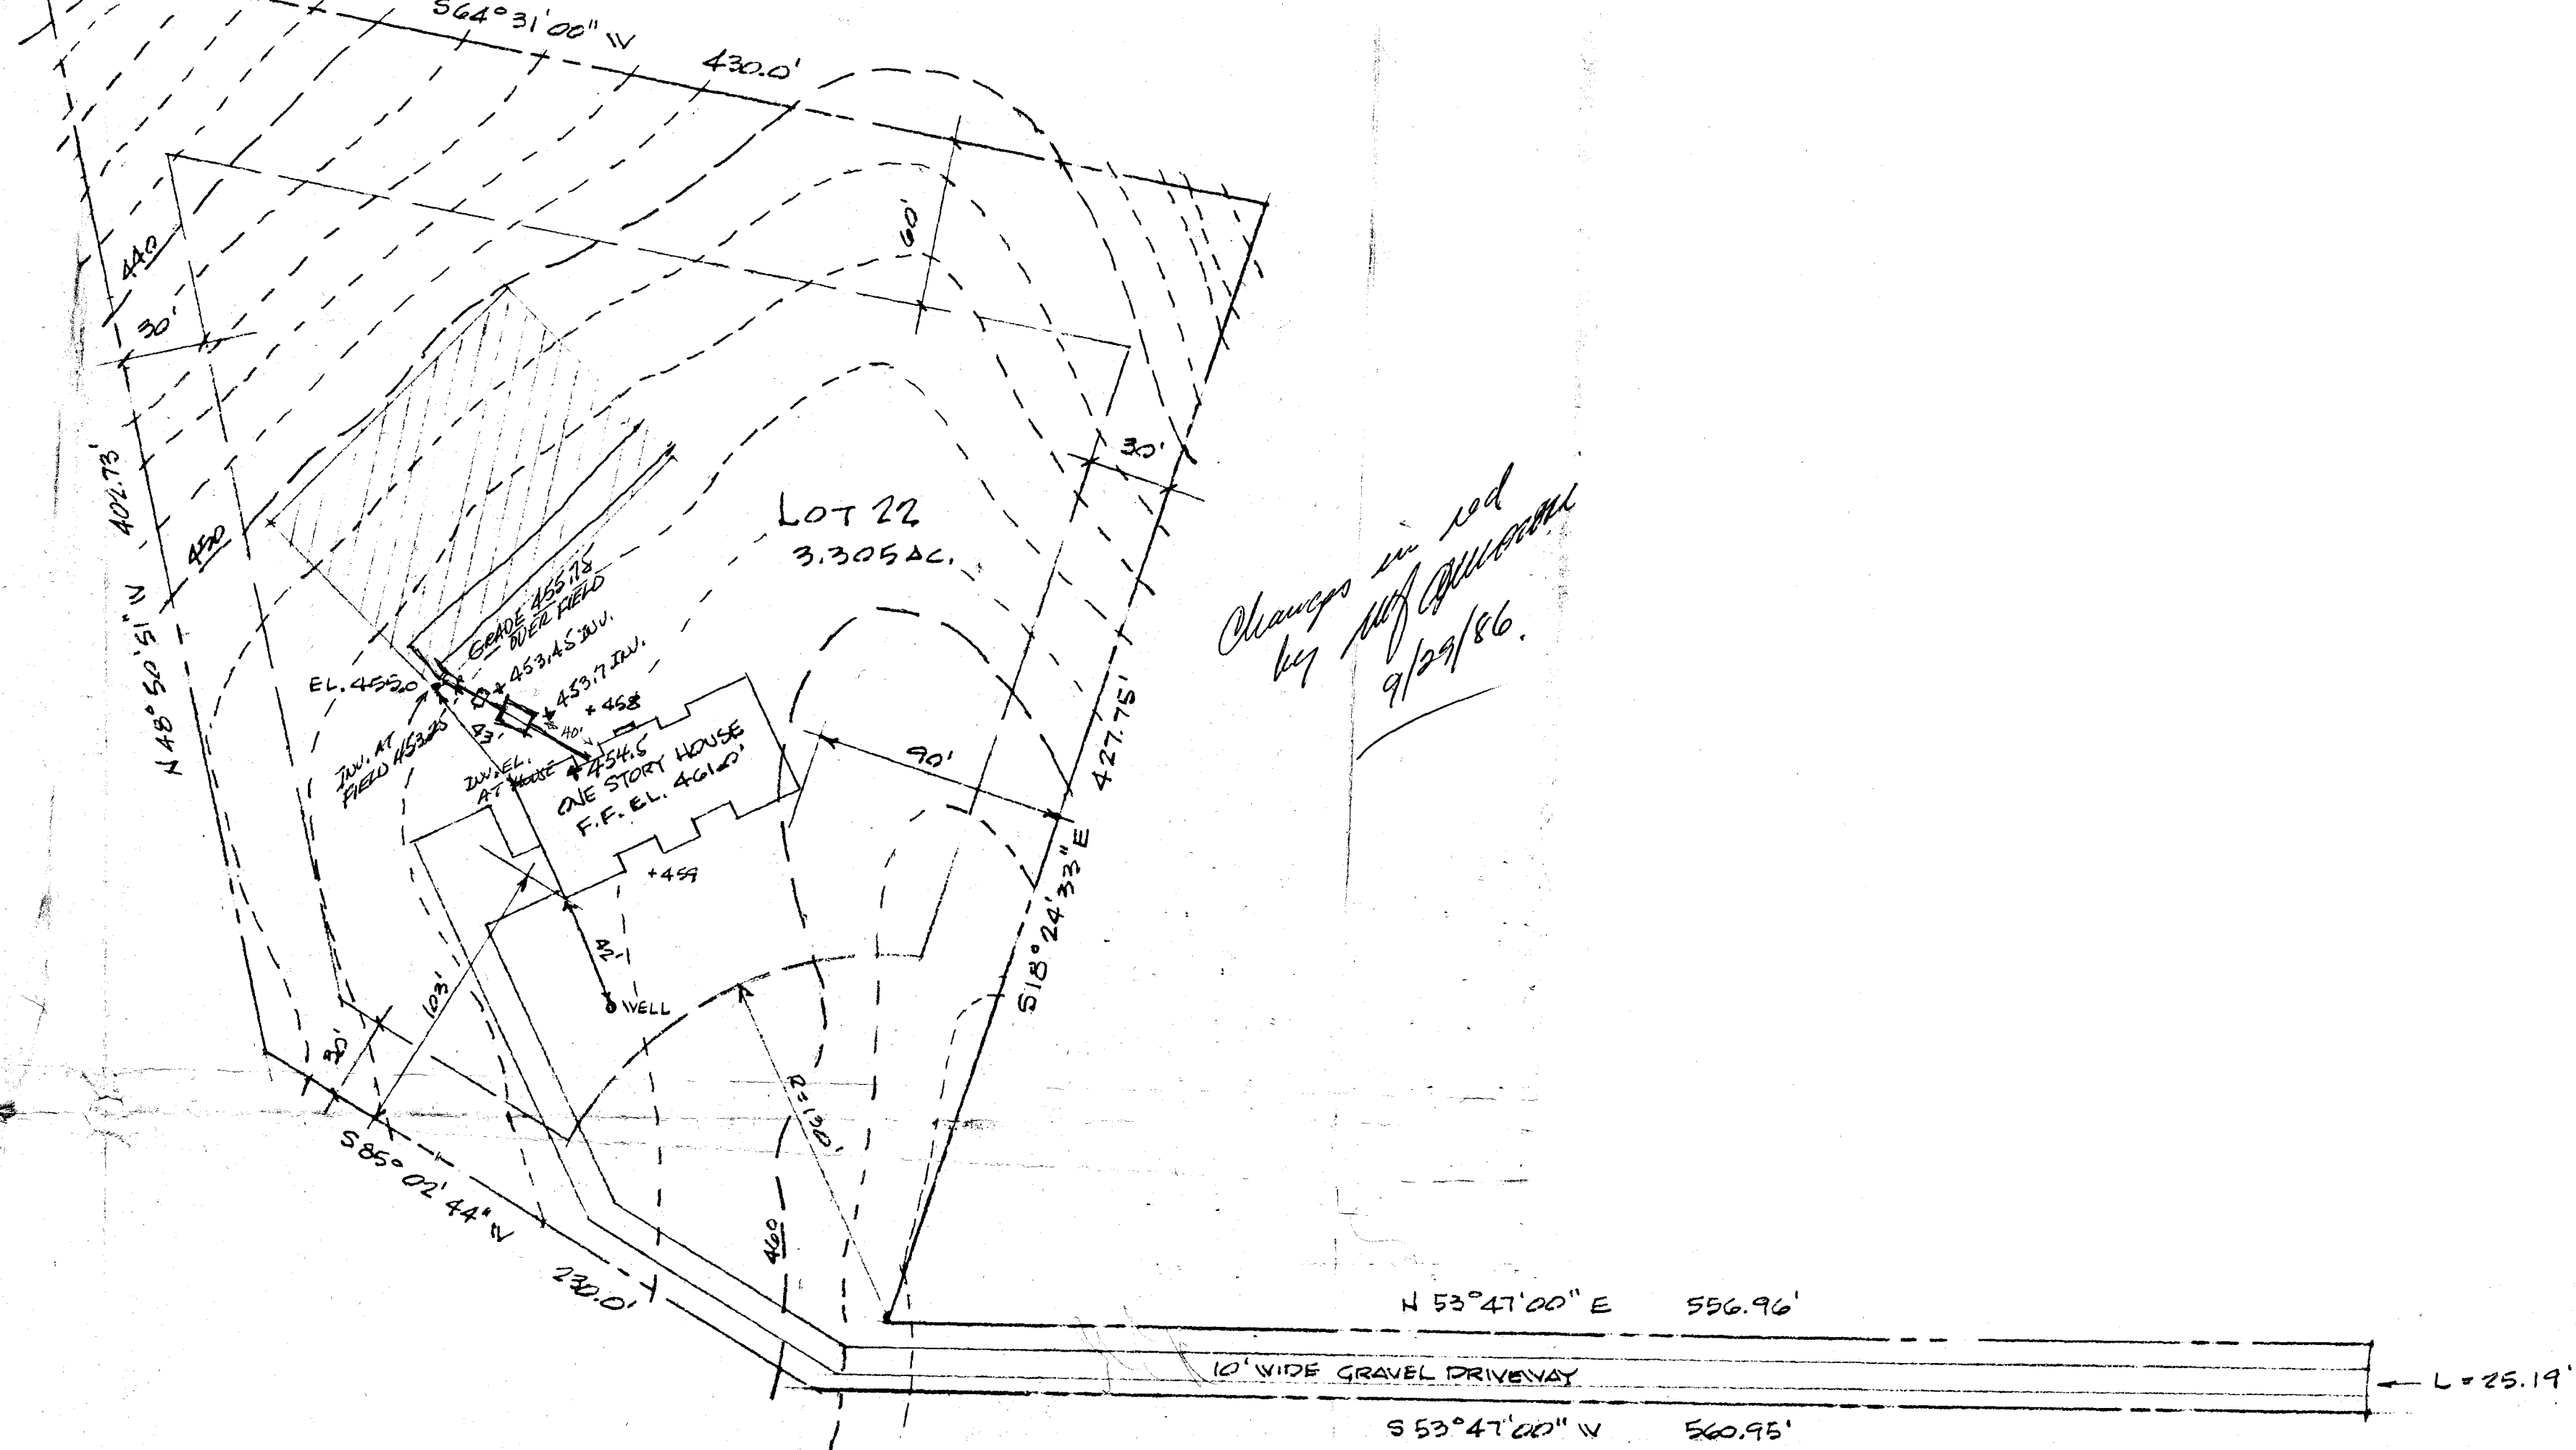 S64°31'00" W
430.0'
60'
440
30'
30'
402.73'
LOT 22
3.305 AC.
450
Changes in red
by
9/29/86.
N48°50'51" W
GRADE 455.75
OVER FIELD
+453.45 INV.
+453.7 INV.
EL. 455.0
+458
40'
INV. AT
FIELD 453.25
INV. EL.
AT HOUSE
+454.5
ONE STORY HOUSE
F.F. EL. 461.0'
90'
427.75'
S18°24'33" E
+459
103'
WELL
30'
R=130'
S85°02'44" W
230.0'
460
N 53°47'00" E 556.96'
10' WIDE GRAVEL DRIVEWAY
L=25.19'
S 53°47'00" W 560.95'